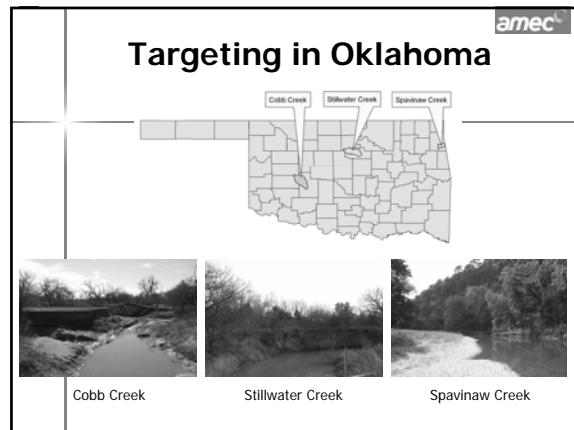 amec
Targeting in Oklahoma
Cobb Creek
Stillwater Creek
Spavinaw Creek
Cobb Creek
Stillwater Creek
Spavinaw Creek